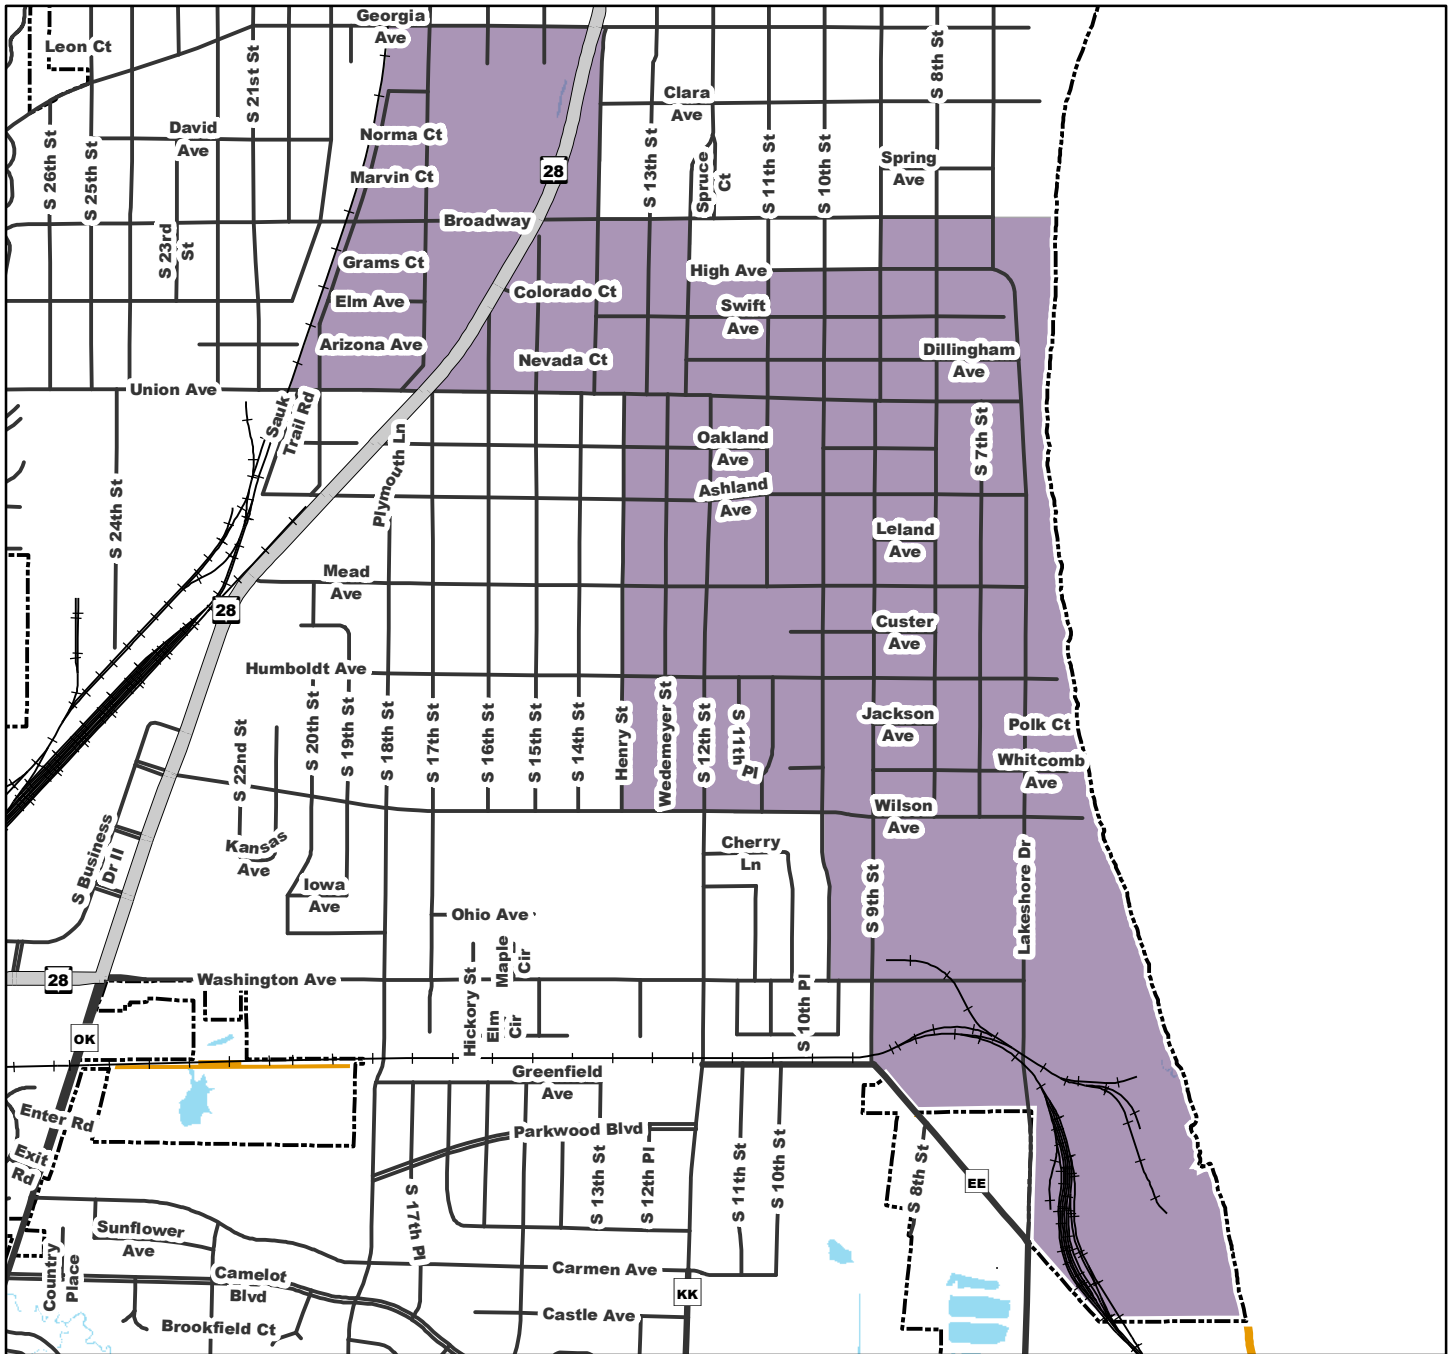 Georgia
Ave
Leon Ct
S 21st St
S 8th St
Clara
Ave
David
Ave
Norma Ct
S 26th St
S 25th St
S 13th St
Spruce
Ct
S 11th St
S 10th St
Spring
Ave
28
Marvin Ct
Broadway
S 23rd
St
Grams Ct
High Ave
Elm Ave
Colorado Ct
Swift
Ave
Arizona Ave
Nevada Ct
Dillingham
Ave
Union Ave
Sauk
Trail Rd
Plymouth Ln
Oakland
Ave
S 7th St
Ashland
Ave
S 24th St
Leland
Ave
Mead
Ave
28
Custer
Ave
Humboldt Ave
S 22nd St
S 20th St
S 19th St
S 18th St
S 17th St
S 16th St
S 15th St
S 14th St
Henry St
Wedemeyer St
S 12th St
S 11th
Pl
Jackson
Ave
Polk Ct
Whitcomb
Ave
Wilson
Ave
S Business
Dr II
Kansas
Ave
Cherry
Ln
Iowa
Ave
S 9th St
Lakeshore Dr
Ohio Ave
Maple
Cir
28
Washington Ave
Hickory St
Elm
Cir
S 10th Pl
OK
Greenfield
Ave
Enter Rd
Parkwood Blvd
Exit
Rd
S 17th Pl
S 13th St
S 12th Pl
S 11th St
S 10th St
S 8th St
EE
Sunflower
Ave
Country
Place
Camelot
Blvd
Carmen Ave
KK
Castle Ave
Brookfield Ct